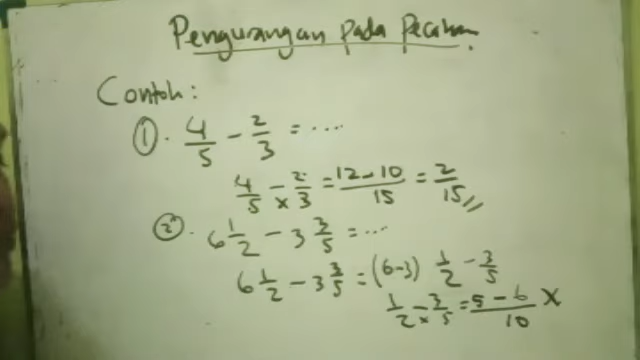 Pengurangan pada Pecahan
Contoh:
①. 4/5 - 2/3 = ....
4/5 - 2/3 = 12-10/15 = 2/15
②. 6 1/2 - 3 3/5 = ...
6 1/2 - 3 3/5 = (6-3) 1/2 - 3/5
1/2 - 3/5 = 5-6/10 X